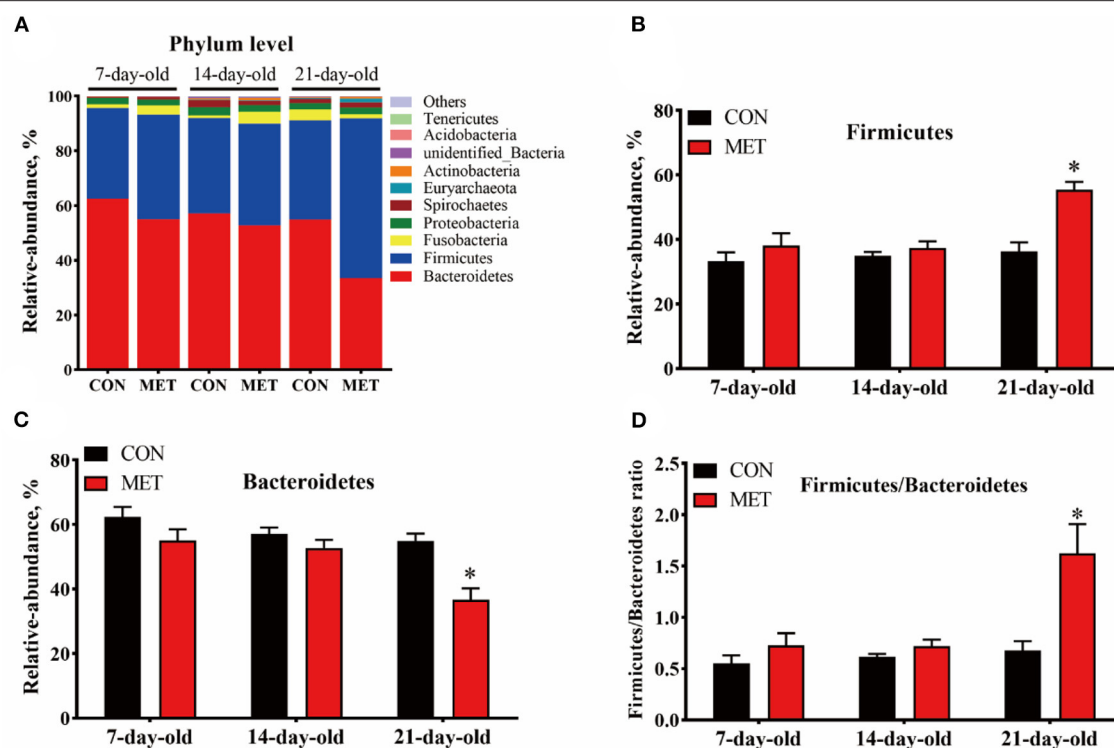 A
Phylum level
7-day-old 14-day-old 21-day-old
Relative-abundance, %
100
80
60
40
20
0
CON MET CON MET CON MET
Others
Tenericutes
Acidobacteria
unidentified_Bacteria
Actinobacteria
Euryarchaeota
Spirochaetes
Proteobacteria
Fusobacteria
Firmicutes
Bacteroidetes
B
Firmicutes
CON
MET
Relative-abundance, %
80
60
40
20
0
*
7-day-old 14-day-old 21-day-old
C
Bacteroidetes
CON
MET
Relative-abundance, %
80
60
40
20
0
*
7-day-old 14-day-old 21-day-old
D
Firmicutes/Bacteroidetes
CON
MET
Firmicutes/Bacteroidetes ratio
2.5
2.0
1.5
1.0
0.5
0.0
*
7-day-old 14-day-old 21-day-old